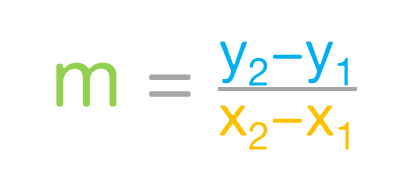 m = y₂−y₁
x₂−x₁